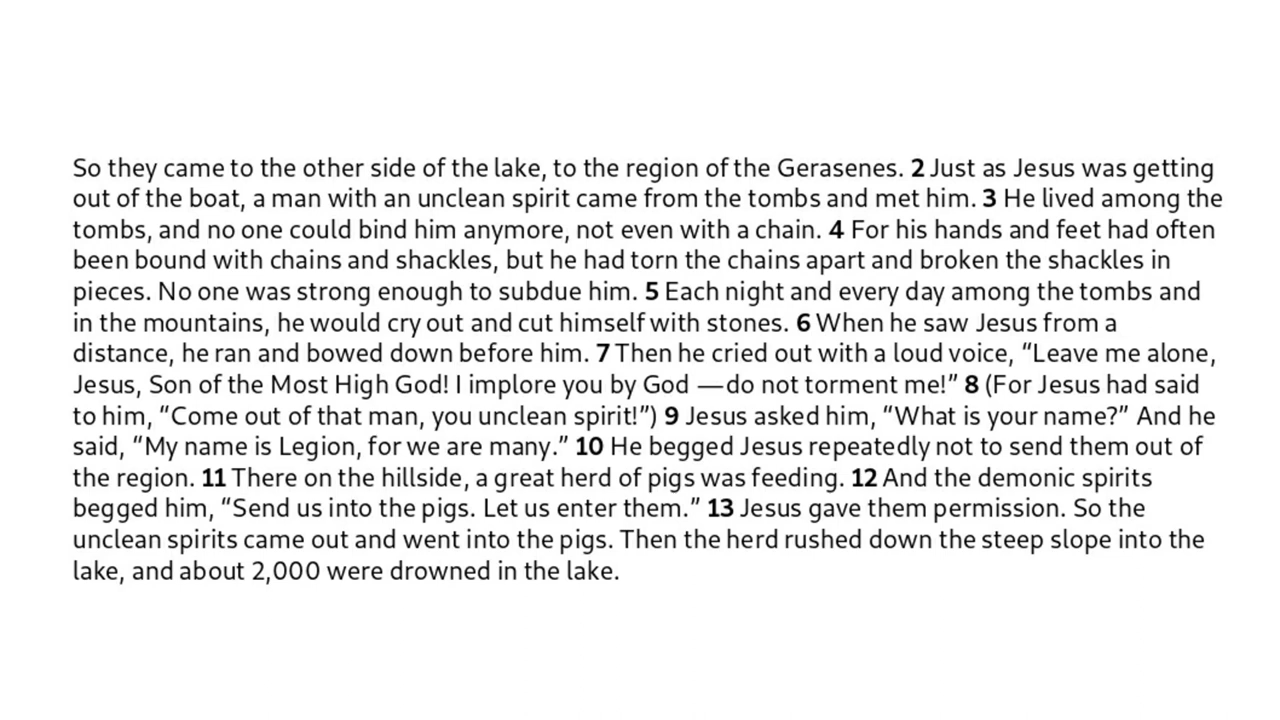 So they came to the other side of the lake, to the region of the Gerasenes. 2 Just as Jesus was getting
out of the boat, a man with an unclean spirit came from the tombs and met him. 3 He lived among the
tombs, and no one could bind him anymore, not even with a chain. 4 For his hands and feet had often
been bound with chains and shackles, but he had torn the chains apart and broken the shackles in
pieces. No one was strong enough to subdue him. 5 Each night and every day among the tombs and
in the mountains, he would cry out and cut himself with stones. 6 When he saw Jesus from a
distance, he ran and bowed down before him. 7 Then he cried out with a loud voice, “Leave me alone,
Jesus, Son of the Most High God! I implore you by God —do not torment me!” 8 (For Jesus had said
to him, “Come out of that man, you unclean spirit!”) 9 Jesus asked him, “What is your name?” And he
said, “My name is Legion, for we are many.” 10 He begged Jesus repeatedly not to send them out of
the region. 11 There on the hillside, a great herd of pigs was feeding. 12 And the demonic spirits
begged him, “Send us into the pigs. Let us enter them.” 13 Jesus gave them permission. So the
unclean spirits came out and went into the pigs. Then the herd rushed down the steep slope into the
lake, and about 2,000 were drowned in the lake.